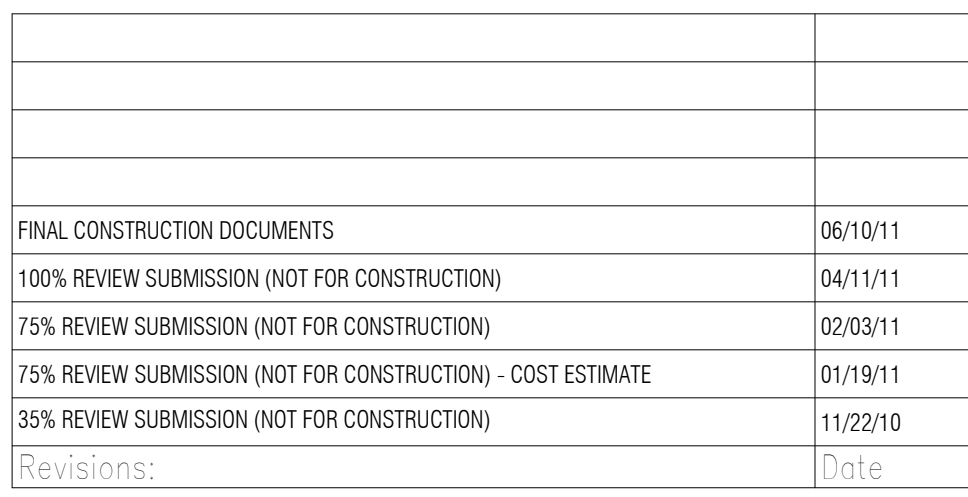 FINAL CONSTRUCTION DOCUMENTS 06/10/11
100% REVIEW SUBMISSION (NOT FOR CONSTRUCTION) 04/11/11
75% REVIEW SUBMISSION (NOT FOR CONSTRUCTION) 02/03/11
75% REVIEW SUBMISSION (NOT FOR CONSTRUCTION) - COST ESTIMATE 01/19/11
35% REVIEW SUBMISSION (NOT FOR CONSTRUCTION) 11/22/10
Revisions: Date